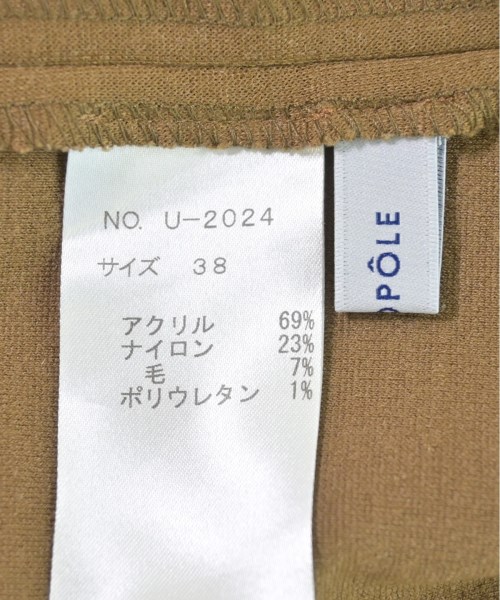 NO. U-2024
サイズ 38
アクリル 69%
ナイロン 23%
毛 7%
ポリウレタン 1%
PÔLE